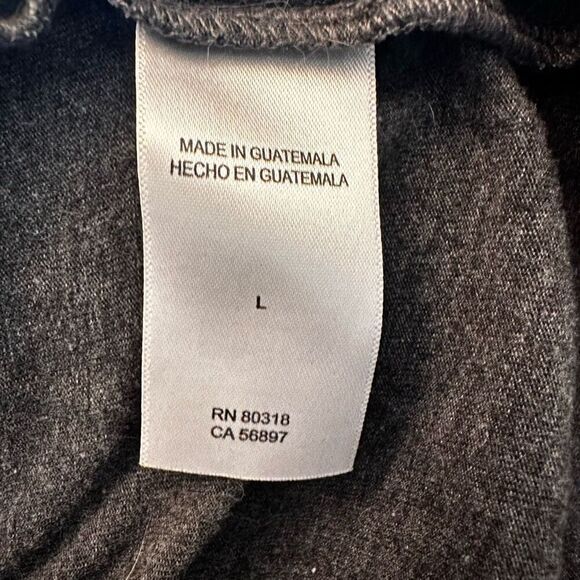 MADE IN GUATEMALA
HECHO EN GUATEMALA
L
RN 80318
CA 56897